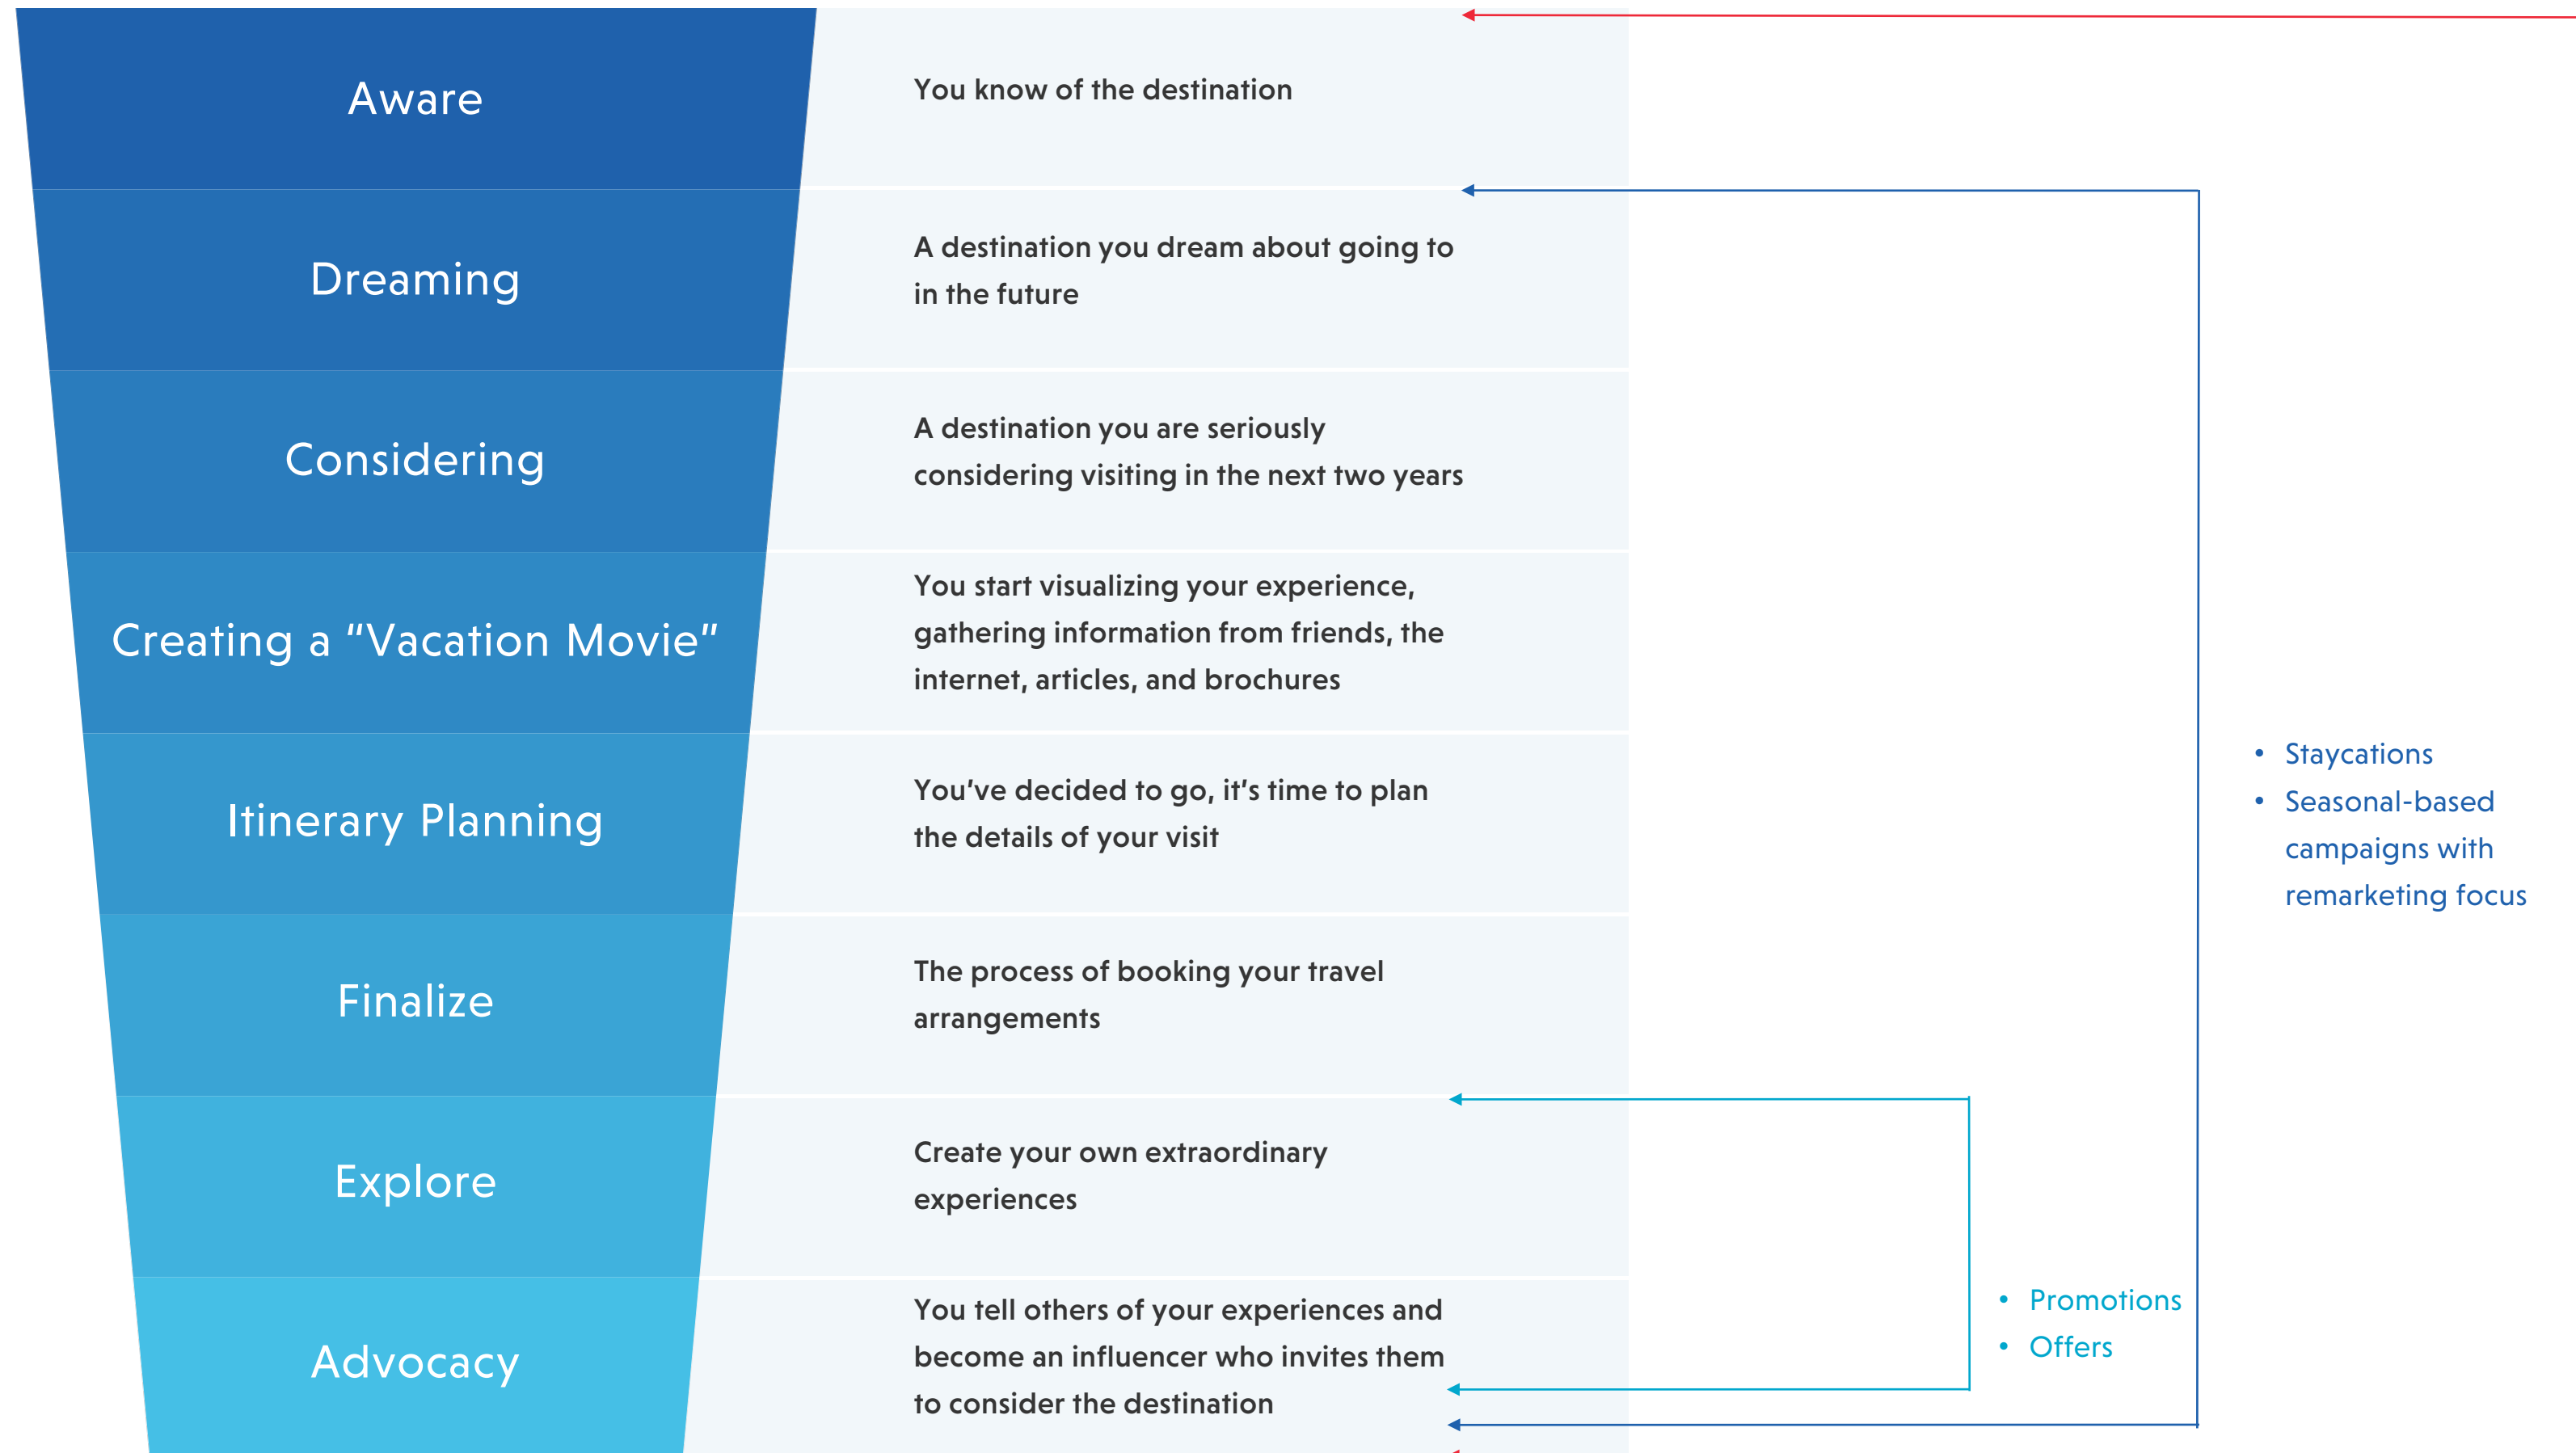 Aware
You know of the destination
Dreaming
A destination you dream about going to
in the future
Considering
A destination you are seriously
considering visiting in the next two years
Creating a “Vacation Movie”
You start visualizing your experience,
gathering information from friends, the
internet, articles, and brochures
Itinerary Planning
You’ve decided to go, it’s time to plan
the details of your visit
• Staycations
• Seasonal-based
campaigns with
remarketing focus
Finalize
The process of booking your travel
arrangements
Explore
Create your own extraordinary
experiences
Advocacy
You tell others of your experiences and
become an influencer who invites them
to consider the destination
• Promotions
• Offers